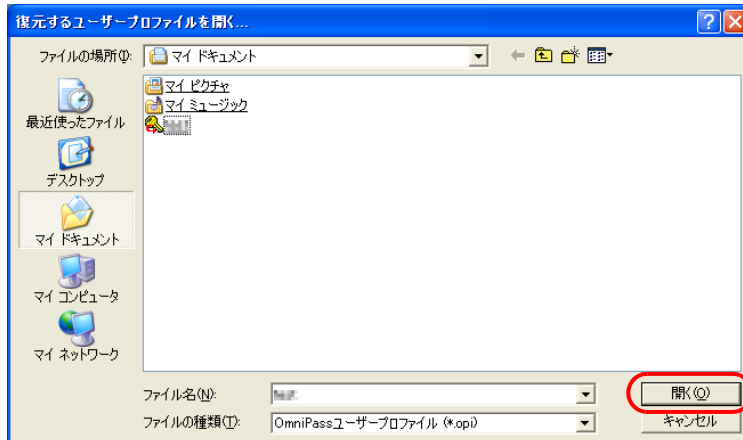 復元するユーザープロファイルを開く...
ファイルの場所(I):
マイ ドキュメント
マイ ピクチャ
マイ ミュージック
最近使ったファイル
デスクトップ
マイ ドキュメント
マイ コンピュータ
マイ ネットワーク
ファイル名(N):
開く(O)
ファイルの種類(T):
OmniPassユーザープロファイル (*.opi)
キャンセル